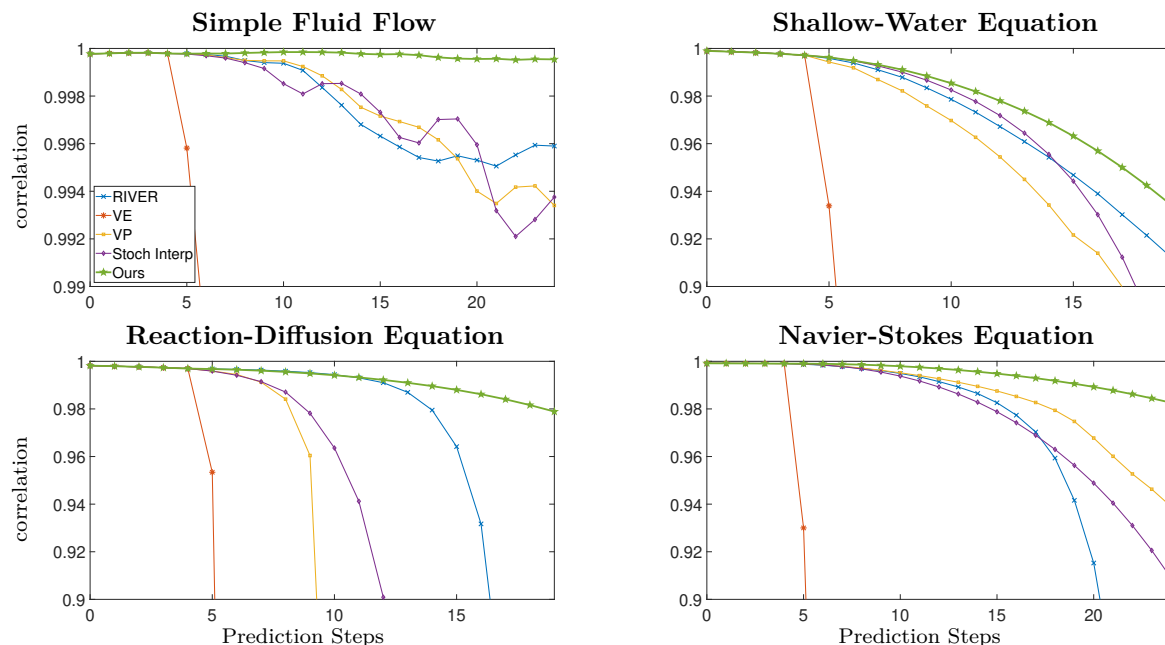 Simple Fluid Flow
1
0.998
0.996
0.994
0.992
0.99
correlation
RIVER
VE
VP
Stoch Interp
Ours
0 5 10 15 20
Shallow-Water Equation
1
0.98
0.96
0.94
0.92
0.9
0 5 10 15
Reaction-Diffusion Equation
1
0.98
0.96
0.94
0.92
0.9
correlation
0 5 10 15
Prediction Steps
Navier-Stokes Equation
1
0.98
0.96
0.94
0.92
0.9
0 5 10 15 20
Prediction Steps